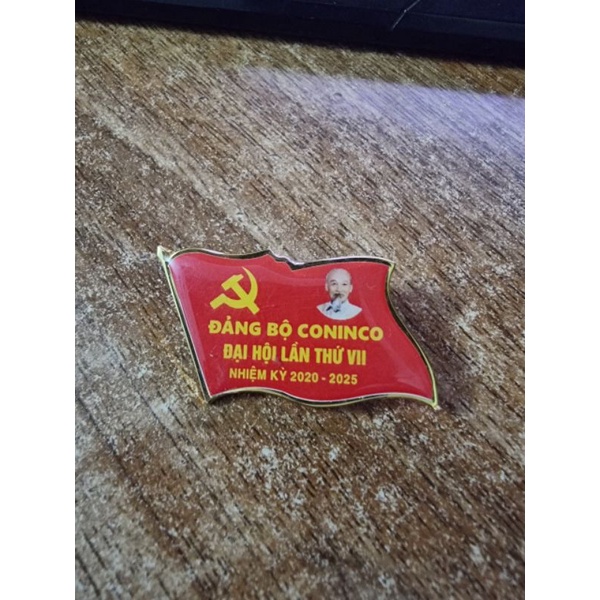 ĐẢNG BỘ CONINCO
ĐẠI HỘI LẦN THỨ VII
NHIỆM KỲ 2020 - 2025